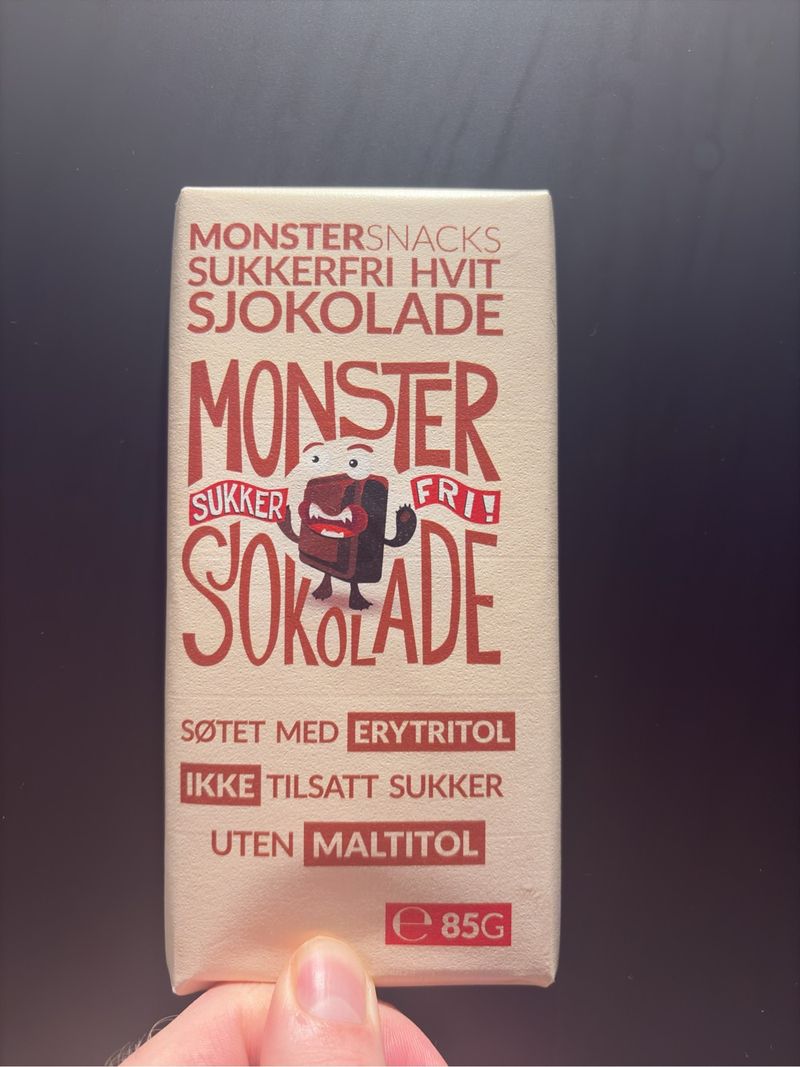 MONSTERSNACKS
SUKKERFRI HVIT
SJOKOLADE
MONSTER
SUKKER FRI!
SJOKOLADE
SØTET MED ERYTRITOL
IKKE TILSATT SUKKER
UTEN MALTITOL
℮ 85G